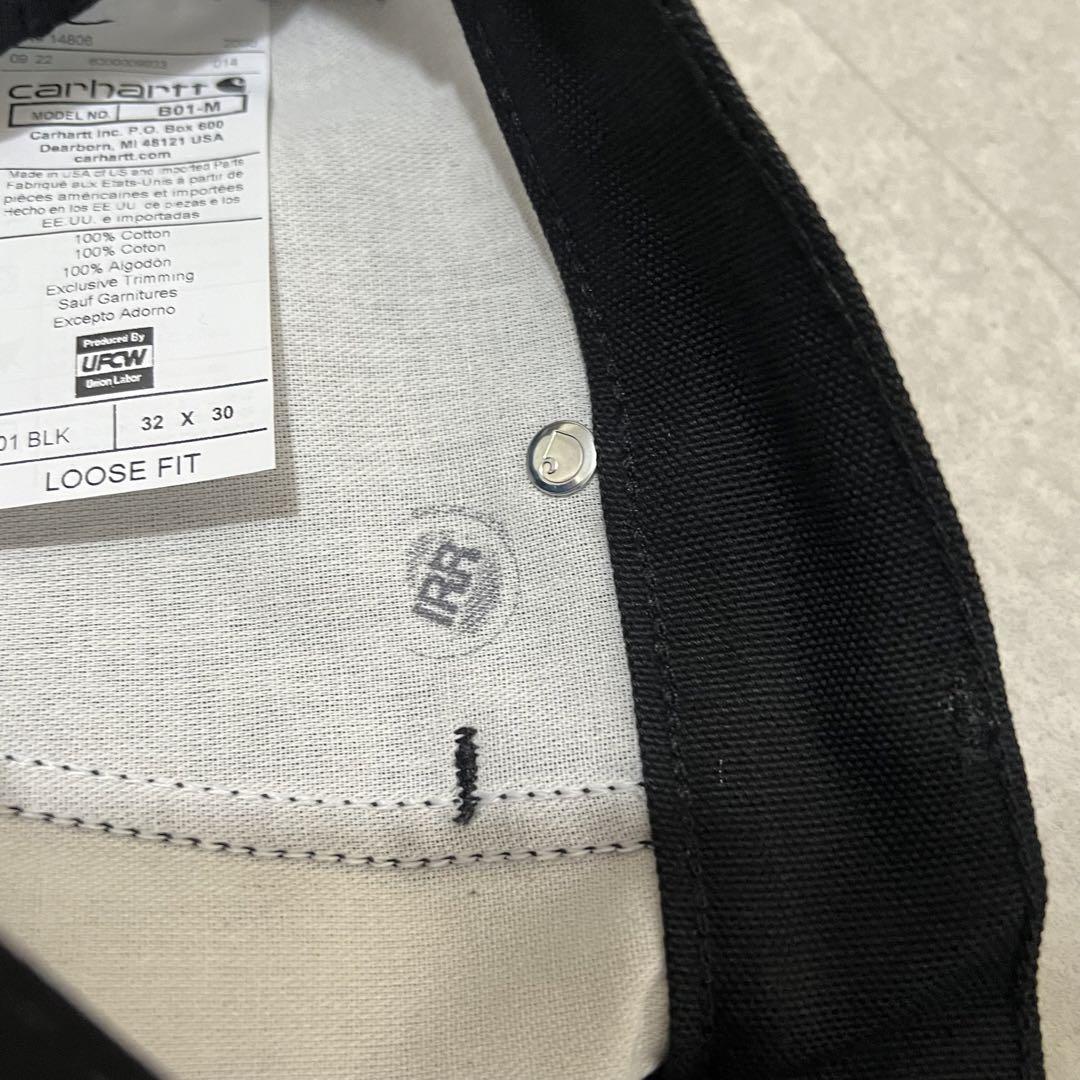 14806
09 22 6300009033 014
carhartt
MODEL NO. B01-M
Carhartt Inc. P.O. Box 600
Dearborn, MI 48121 USA
carhartt.com
Made in USA of US and Imported Parts
Fabriqué aux Etats-Unis à partir de
pièces américaines et importées
Hecho en los EE UU. de piezas e los
EE.UU. e importadas
100% Cotton
100% Coton
100% Algodón
Exclusive Trimming
Sauf Garnitures
Excepto Adorno
Produced By
UFCW
Union Labor
01 BLK 32 X 30
LOOSE FIT
IRR